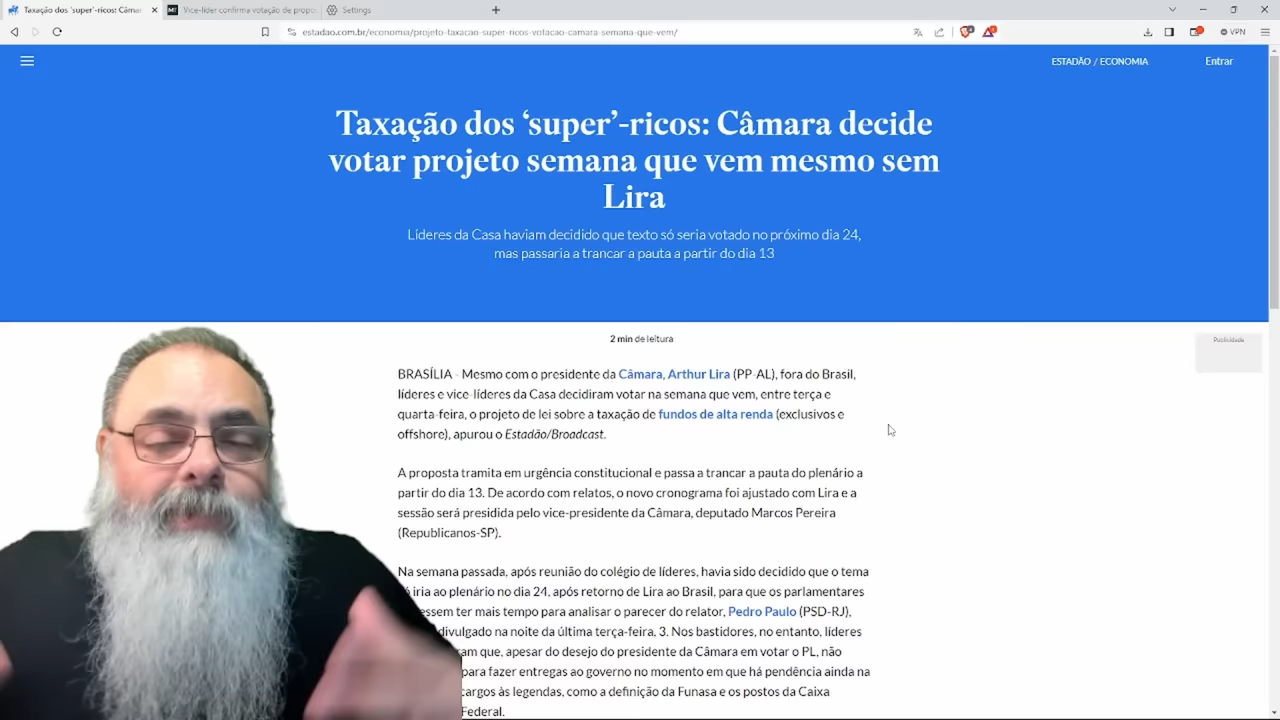 Taxação dos 'super'-ricos: Câmar
Vice-líder confirma votação de propo
Settings
estadao.com.br/economia/projeto-taxacao-super-ricos-votacao-camara-semana-que-vem/
VPN
ESTADÃO / ECONOMIA
Entrar
Taxação dos ‘super’-ricos: Câmara decide
votar projeto semana que vem mesmo sem
Lira
Líderes da Casa haviam decidido que texto só seria votado no próximo dia 24,
mas passaria a trancar a pauta a partir do dia 13
2 min de leitura
Publicidade
BRASÍLIA - Mesmo com o presidente da Câmara, Arthur Lira (PP-AL), fora do Brasil,
líderes e vice-líderes da Casa decidiram votar na semana que vem, entre terça e
quarta-feira, o projeto de lei sobre a taxação de fundos de alta renda (exclusivos e
offshore), apurou o Estadão/Broadcast.
A proposta tramita em urgência constitucional e passa a trancar a pauta do plenário a
partir do dia 13. De acordo com relatos, o novo cronograma foi ajustado com Lira e a
sessão será presidida pelo vice-presidente da Câmara, deputado Marcos Pereira
(Republicanos-SP).
Na semana passada, após reunião do colégio de líderes, havia sido decidido que o tema
iria ao plenário no dia 24, após retorno de Lira ao Brasil, para que os parlamentares
essem ter mais tempo para analisar o parecer do relator, Pedro Paulo (PSD-RJ),
divulgado na noite da última terça-feira, 3. Nos bastidores, no entanto, líderes
am que, apesar do desejo do presidente da Câmara em votar o PL, não
para fazer entregas ao governo no momento em que há pendência ainda na
cargos às legendas, como a definição da Funasa e os postos da Caixa
Federal.